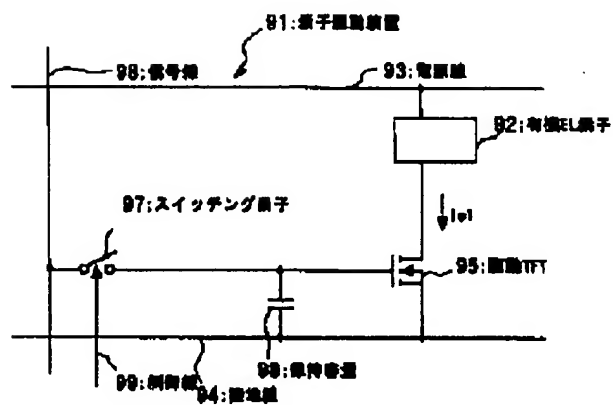 91;素子駆動装置
98;信号線
93;電源線
92;有機EL素子
97;スイッチング素子
Iel
95;駆動TFT
99;制御線
94;接地線
96;保持容量